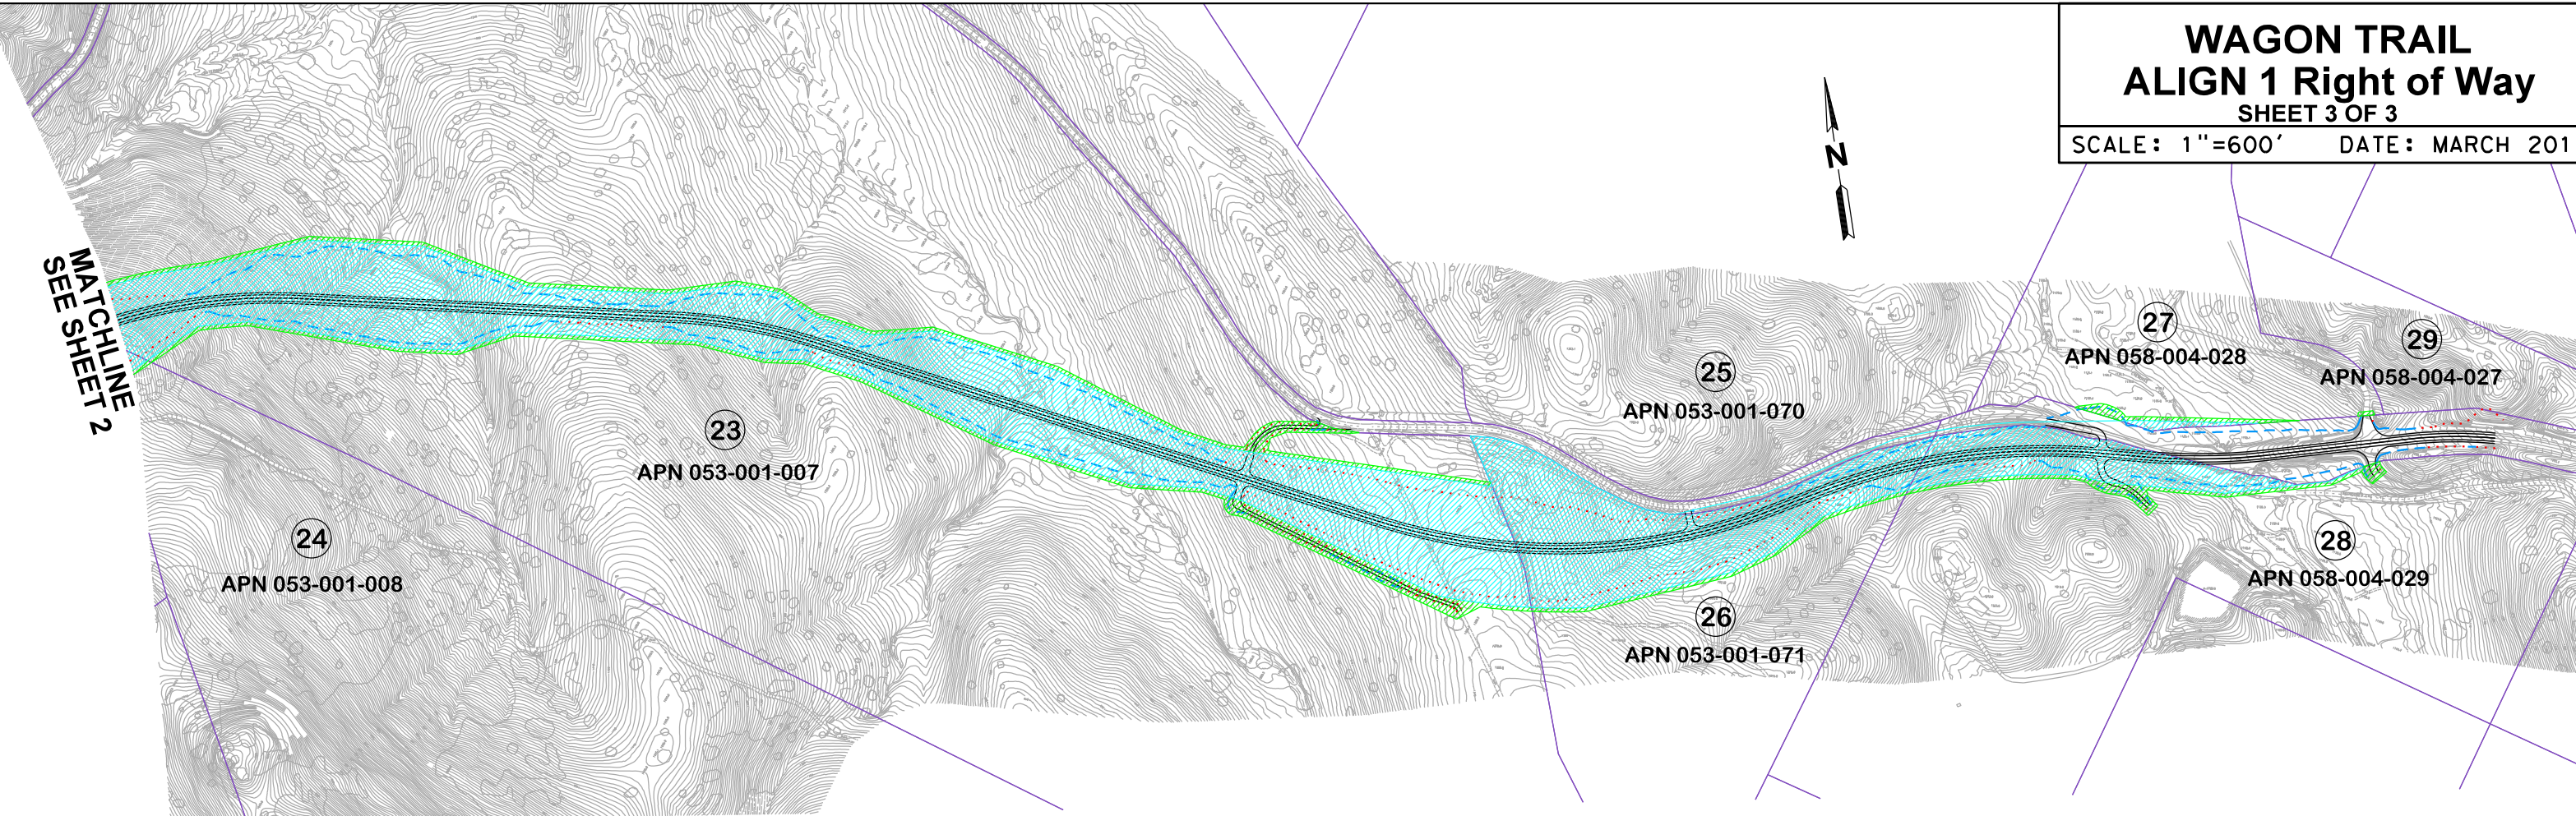 WAGON TRAIL
ALIGN 1 Right of Way
SHEET 3 OF 3
SCALE: 1"=600' DATE: MARCH 201
N
MATCHLINE
SEE SHEET 2
23
APN 053-001-007
24
APN 053-001-008
25
APN 053-001-070
26
APN 053-001-071
27
APN 058-004-028
28
APN 058-004-029
29
APN 058-004-027